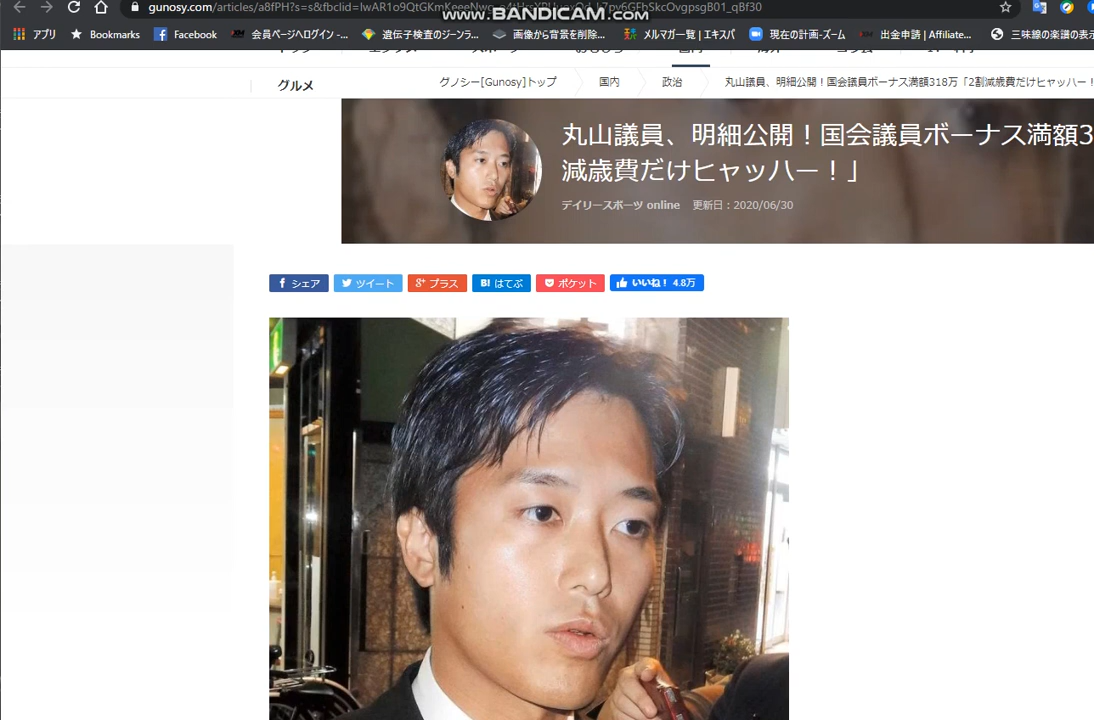 gunosy.com/articles/a8fPH?s=s&fbclid=IwAR1o9QtGKmKeeeNwo
www.BANDICAM.com
アプリ Bookmarks Facebook 会員ページへログイン -... 遺伝子検査のジーンラ... 画像から背景を削除... メルマガ一覧 | エキスパ 現在の計画-ズーム 出金申請 | Affiliate... 三味線の楽譜の表示
グルメ
グノシー[Gunosy]トップ 国内 政治 丸山議員、明細公開！国会議員ボーナス満額318万「2割減歳費だけヒャッハー！
丸山議員、明細公開！国会議員ボーナス満額3
減歳費だけヒャッハー！」
デイリースポーツ online 更新日：2020/06/30
シェア ツイート g+ プラス B! はてぶ ポケット いいね！ 4.8万